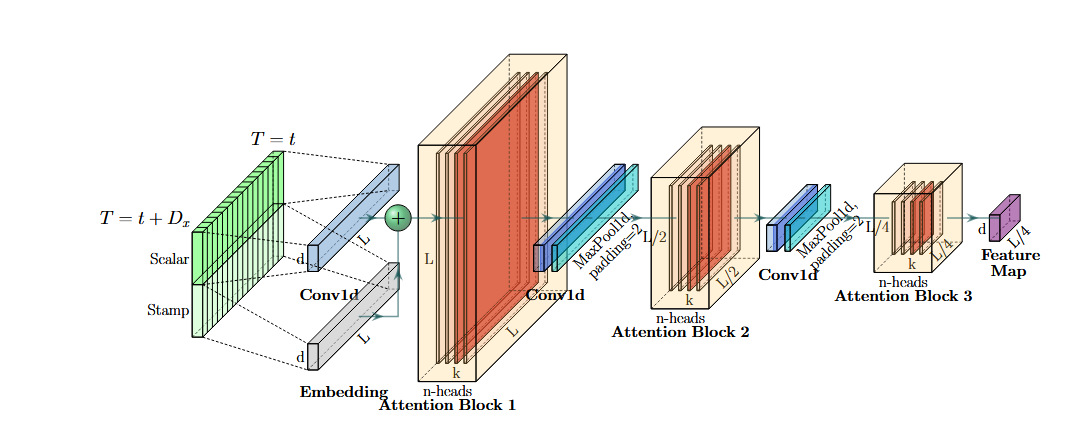 T = t
T = t + Dx
Scalar
Stamp
d
L
Conv1d
d
L
Embedding
L
k
L
n-heads
Attention Block 1
Conv1d
MaxPool1d,
padding=2
L/2
k
L/2
n-heads
Attention Block 2
Conv1d
MaxPool1d,
padding=2
L/4
k
L/4
n-heads
Attention Block 3
d
L/4
Feature
Map
+